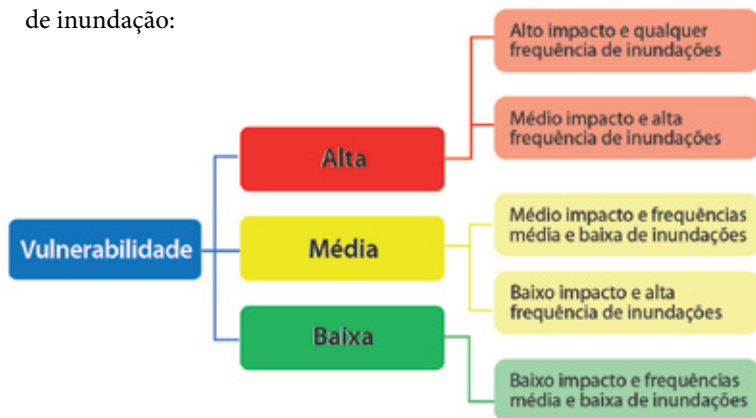 de inundação:
Alto impacto e qualquer
frequência de inundações
Médio impacto e alta
frequência de inundações
Alta
Vulnerabilidade
Média
Médio impacto e frequências
média e baixa de inundações
Baixo impacto e alta
frequência de inundações
Baixa
Baixo impacto e frequências
média e baixa de inundações